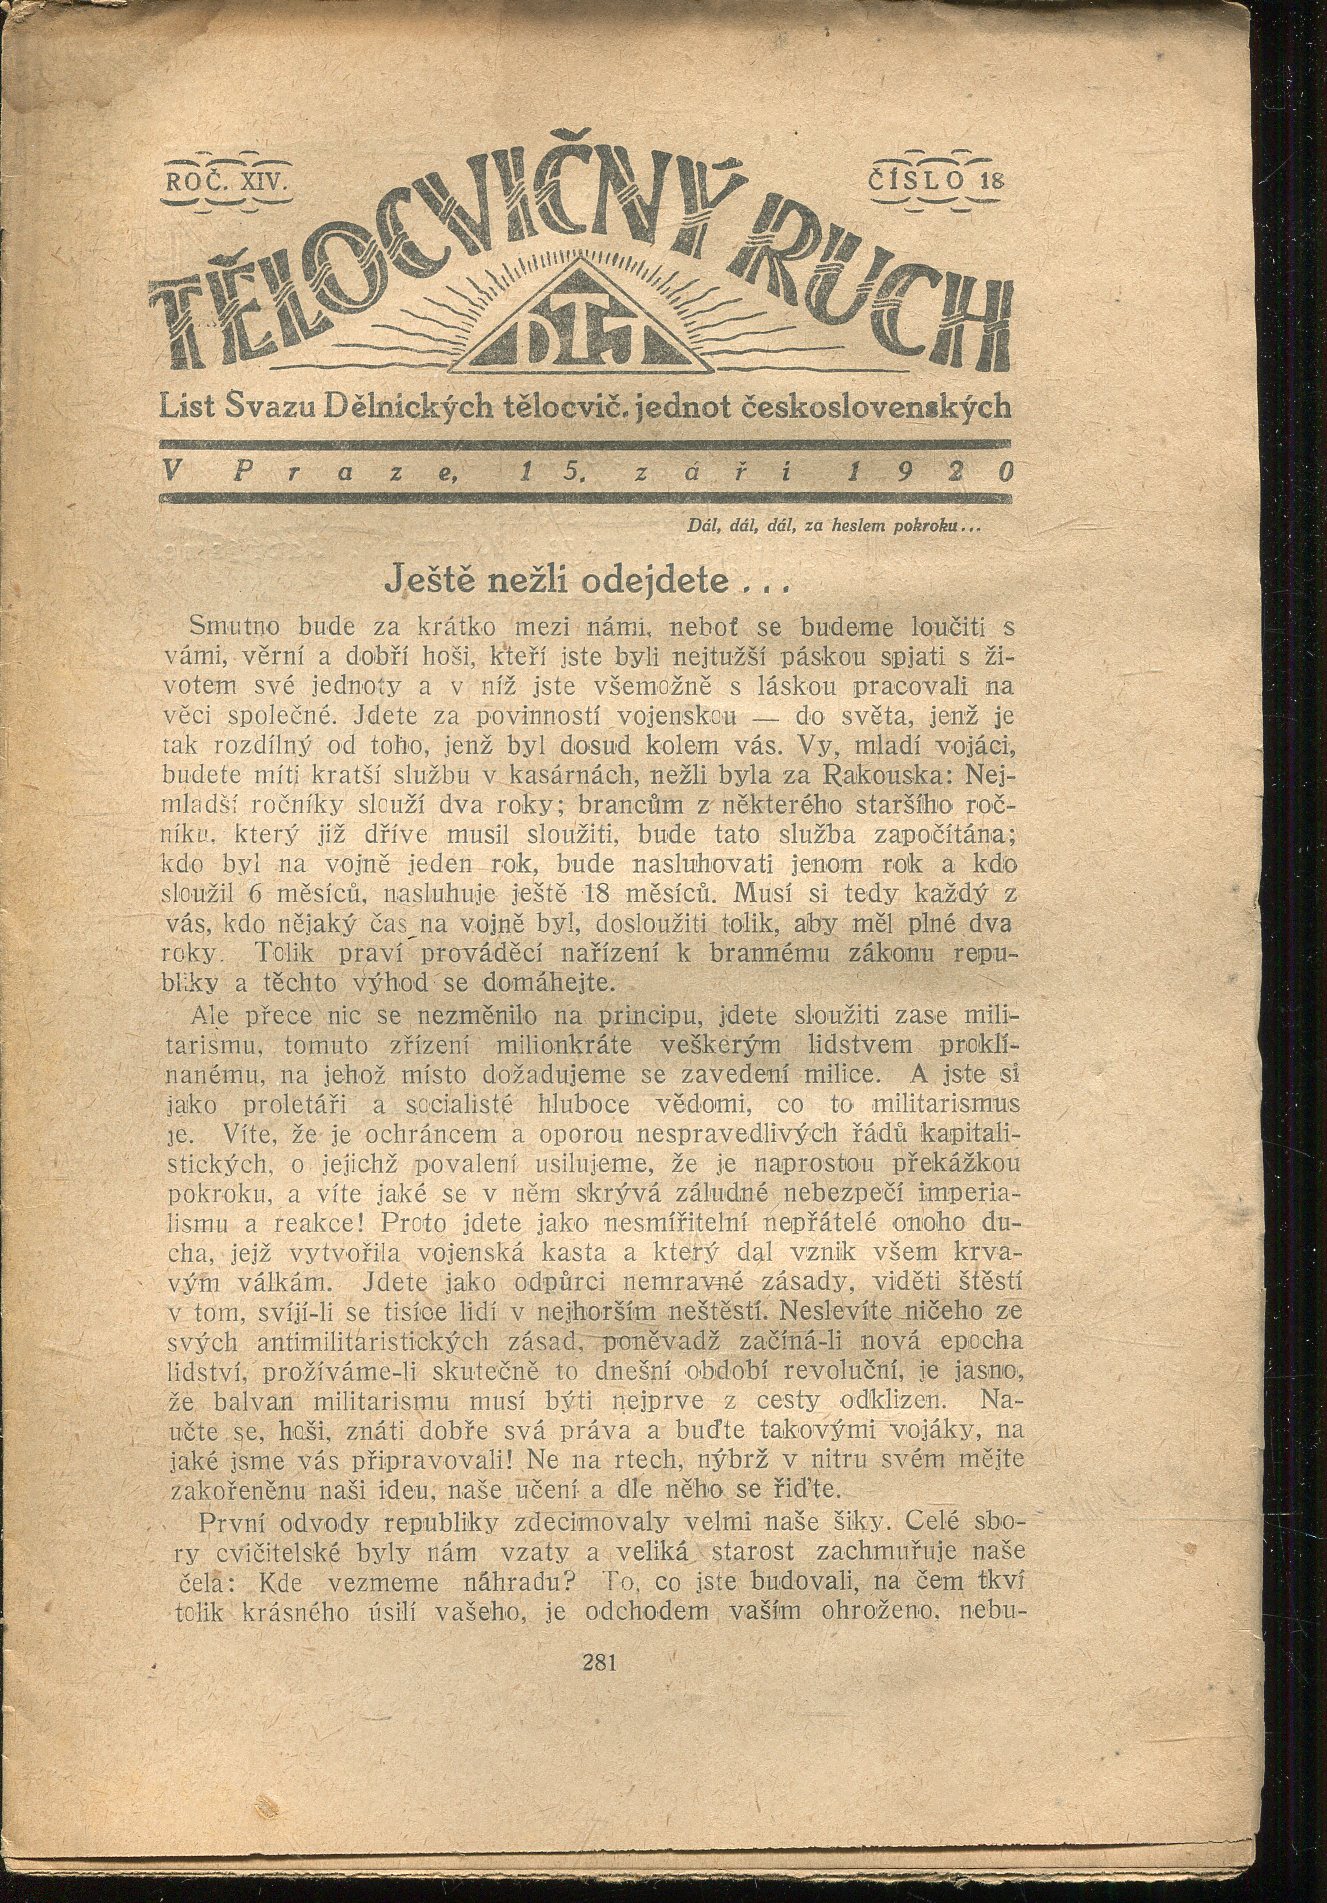 ROČ. XIV.
ČÍSLO 18
TĚLOCVIČNÝ RUCH
DTJ
List Svazu Dělnických tělocvič. jednot československých
V Praze, 15. září 1920
Dál, dál, dál, za heslem pokroku...
Ještě nežli odejdete . . .
Smutno bude za krátko mezi námi, neboť se budeme loučiti s
vámi, věrní a dobří hoši, kteří jste byli nejtužší páskou spjati s ži-
votem své jednoty a v níž jste všemožně s láskou pracovali na
věci společné. Jdete za povinností vojenskou — do světa, jenž je
tak rozdílný od toho, jenž byl dosud kolem vás. Vy, mladí vojáci,
budete míti kratší službu v kasárnách, nežli byla za Rakouska: Nej-
mladší ročníky slouží dva roky; brancům z některého staršího roč-
níku, který již dříve musil sloužiti, bude tato služba započítána;
kdo byl na vojně jeden rok, bude nasluhovati jenom rok a kdo
sloužil 6 měsíců, nasluhuje ještě 18 měsíců. Musí si tedy každý z
vás, kdo nějaký čas na vojně byl, dosloužiti tolik, aby měl plné dva
roky. Tolik praví prováděcí nařízení k brannému zákonu repu-
bliky a těchto výhod se domáhejte.
Ale přece nic se nezměnilo na principu, jdete sloužiti zase mili-
tarismu, tomuto zřízení milionkráte veškerým lidstvem proklí-
nanému, na jehož místo dožadujeme se zavedení milice. A jste si
jako proletáři a socialisté hluboce vědomi, co to militarismus
je. Víte, že je ochráncem a oporou nespravedlivých řádů kapitali-
stických, o jejichž povalení usilujeme, že je naprostou překážkou
pokroku, a víte jaké se v něm skrývá záludné nebezpečí imperia-
lismu a reakce! Proto jdete jako nesmířitelní nepřátelé onoho du-
cha, jejž vytvořila vojenská kasta a který dal vznik všem krva-
vým válkám. Jdete jako odpůrci nemravné zásady, viděti štěstí
v tom, svíjí-li se tisíce lidí v nejhorším neštěstí. Neslevíte ničeho ze
svých antimilitaristických zásad, poněvadž začíná-li nová epocha
lidství, prožíváme-li skutečně to dnešní období revoluční, je jasno,
že balvan militarismu musí býti nejprve z cesty odklizen. Na-
učte se, hoši, znáti dobře svá práva a buďte takovými vojáky, na
jaké jsme vás připravovali! Ne na rtech, nýbrž v nitru svém mějte
zakořeněnu naši ideu, naše učení a dle něho se řiďte.
První odvody republiky zdecimovaly velmi naše šiky. Celé sbo-
ry cvičitelské byly nám vzaty a veliká starost zachmuřuje naše
čela: Kde vezmeme náhradu? To, co jste budovali, na čem tkví
tolik krásného úsilí vašeho, je odchodem vaším ohroženo, nebu-
281